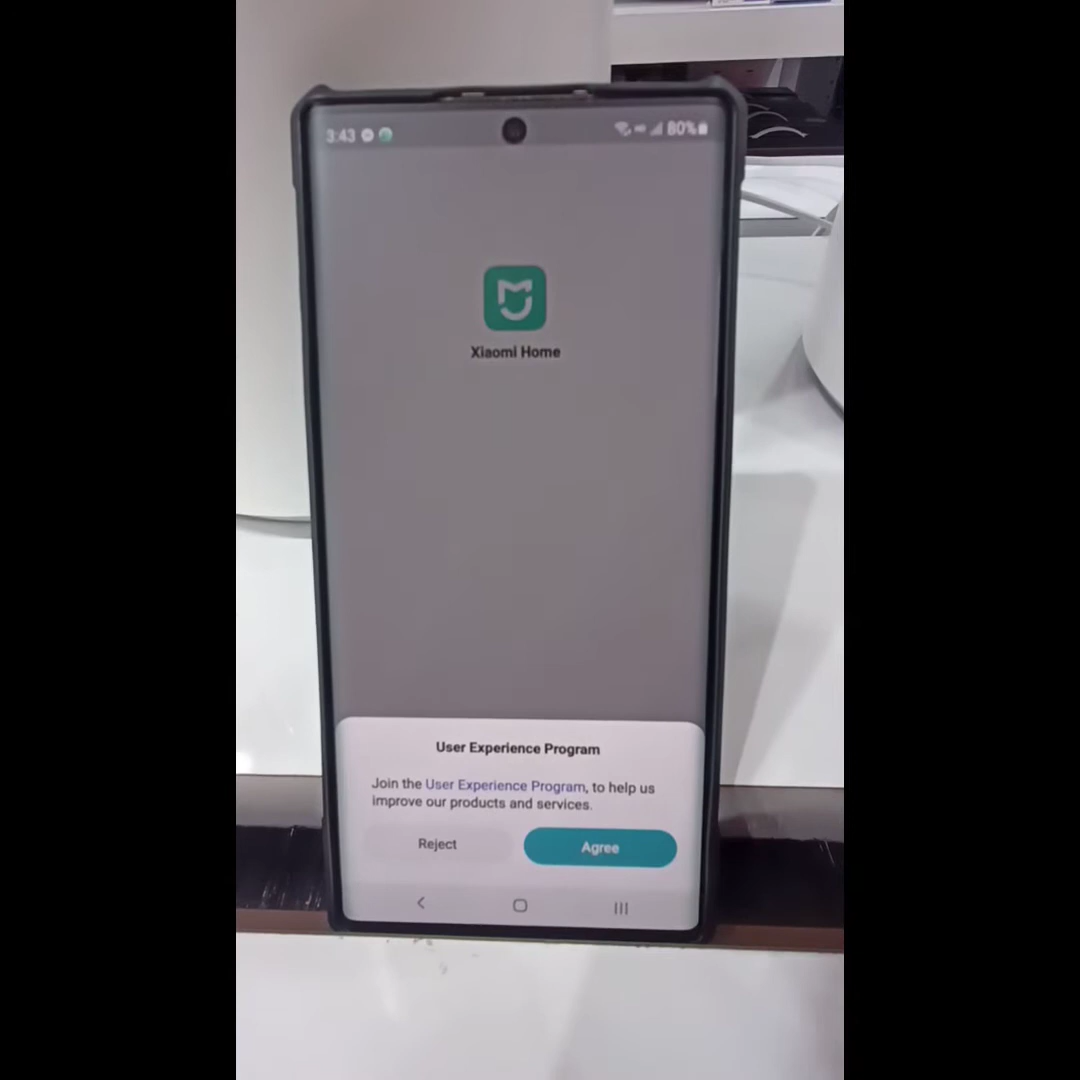 3:43 80%
Xiaomi Home
User Experience Program
Join the User Experience Program, to help us
improve our products and services.
Reject Agree